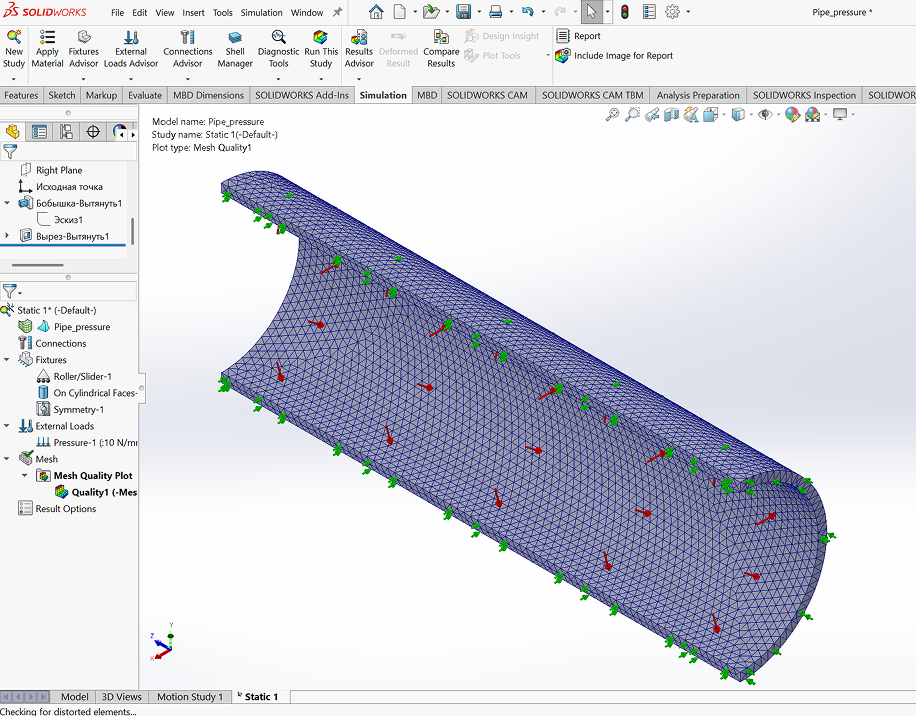 SOLIDWORKS File Edit View Insert Tools Simulation Window Pipe_pressure *
New Study
Apply Material
Fixtures Advisor
External Loads Advisor
Connections Advisor
Shell Manager
Diagnostic Tools
Run This Study
Results Advisor
Deformed Result
Compare Results
Design Insight
Plot Tools
Report
Include Image for Report
Features Sketch Markup Evaluate MBD Dimensions SOLIDWORKS Add-Ins Simulation MBD SOLIDWORKS CAM SOLIDWORKS CAM TBM Analysis Preparation SOLIDWORKS Inspection SOLIDWOR
Model name: Pipe_pressure
Study name: Static 1(-Default-)
Plot type: Mesh Quality1
Right Plane
Исходная точка
Бобышка-Вытянуть1
Эскиз1
Вырез-Вытянуть1
Static 1* (-Default-)
Pipe_pressure
Connections
Fixtures
Roller/Slider-1
On Cylindrical Faces-
Symmetry-1
External Loads
Pressure-1 (:10 N/mr
Mesh
Mesh Quality Plot
Quality1 (-Mes
Result Options
Y
Z
X
Model 3D Views Motion Study 1 Static 1
Checking for distorted elements...